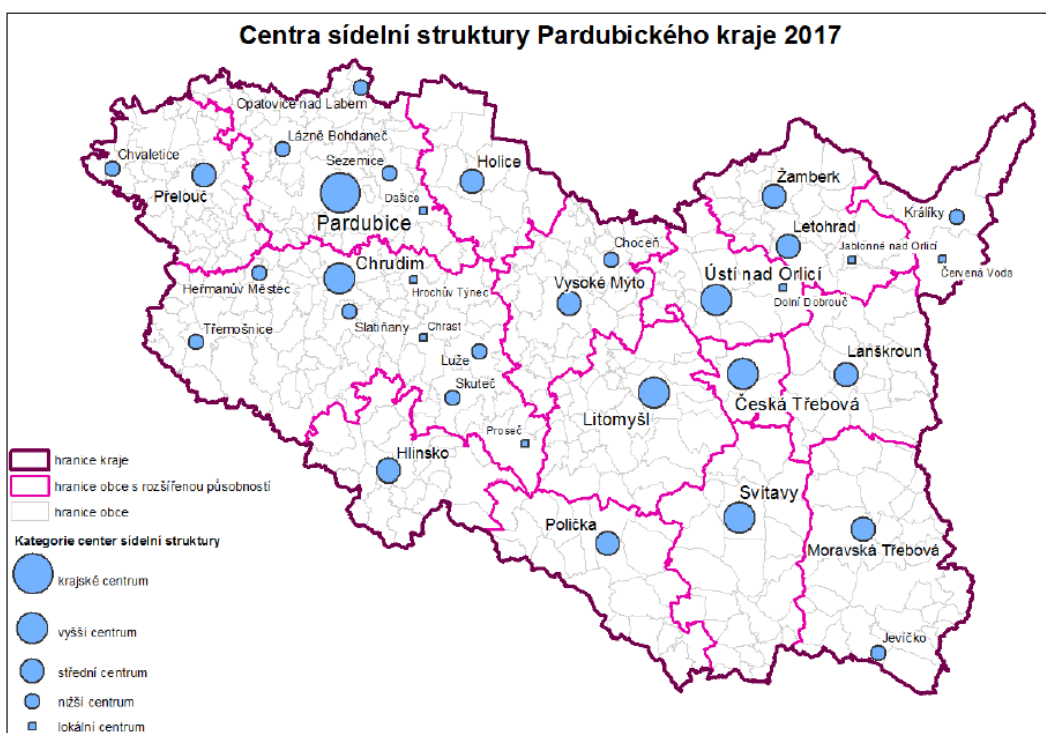 Centra sídelní struktury Pardubického kraje 2017
Opatovice nad Labem
Lázně Bohdaneč
Chvaletice
Sezemice
Holice
Žamberk
Přelouč
Dašice
Králíky
Pardubice
Letohrad
Choceň
Jablonné nad Orlicí
Chrudim
Ústí nad Orlicí
Červená Voda
Heřmanův Městec
Hrochův Týnec
Vysoké Mýto
Dolní Dobrouč
Třemošnice
Slatiňany
Chrast
Luže
Lanškroun
Skuteč
Česká Třebová
Litomyšl
Proseč
Hlinsko
hranice kraje
hranice obce s rozšířenou působností
hranice obce
Svitavy
Polička
Moravská Třebová
Jevíčko
Kategorie center sídelní struktury
krajské centrum
vyšší centrum
střední centrum
nižší centrum
lokální centrum